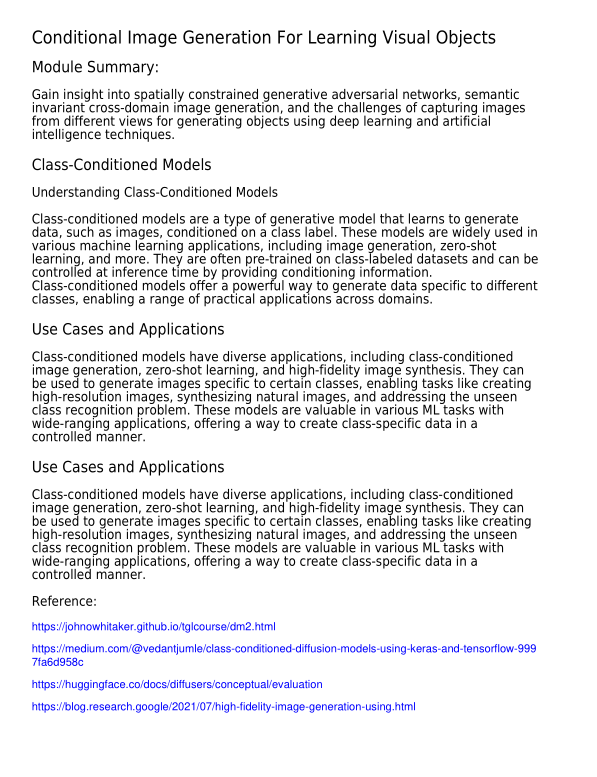 Conditional Image Generation For Learning Visual Objects
Module Summary:
Gain insight into spatially constrained generative adversarial networks, semantic
invariant cross-domain image generation, and the challenges of capturing images
from different views for generating objects using deep learning and artificial
intelligence techniques.
Class-Conditioned Models
Understanding Class-Conditioned Models
Class-conditioned models are a type of generative model that learns to generate
data, such as images, conditioned on a class label. These models are widely used in
various machine learning applications, including image generation, zero-shot
learning, and more. They are often pre-trained on class-labeled datasets and can be
controlled at inference time by providing conditioning information.
Class-conditioned models offer a powerful way to generate data specific to different
classes, enabling a range of practical applications across domains.
Use Cases and Applications
Class-conditioned models have diverse applications, including class-conditioned
image generation, zero-shot learning, and high-fidelity image synthesis. They can
be used to generate images specific to certain classes, enabling tasks like creating
high-resolution images, synthesizing natural images, and addressing the unseen
class recognition problem. These models are valuable in various ML tasks with
wide-ranging applications, offering a way to create class-specific data in a
controlled manner.
Use Cases and Applications
Class-conditioned models have diverse applications, including class-conditioned
image generation, zero-shot learning, and high-fidelity image synthesis. They can
be used to generate images specific to certain classes, enabling tasks like creating
high-resolution images, synthesizing natural images, and addressing the unseen
class recognition problem. These models are valuable in various ML tasks with
wide-ranging applications, offering a way to create class-specific data in a
controlled manner.
Reference:
https://johnowhitaker.github.io/tglcourse/dm2.html
https://medium.com/@vedantjumle/class-conditioned-diffusion-models-using-keras-and-tensorflow-999
7fa6d958c
https://huggingface.co/docs/diffusers/conceptual/evaluation
https://blog.research.google/2021/07/high-fidelity-image-generation-using.html